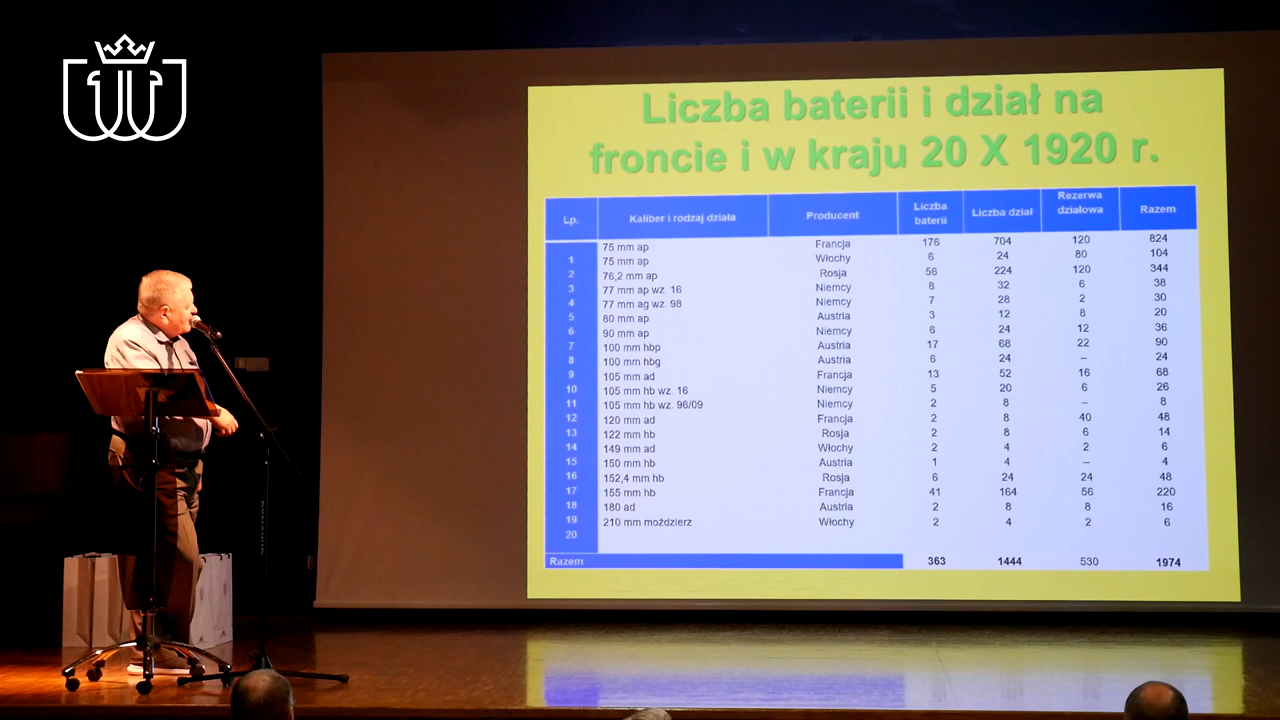 Liczba baterii i dział na
froncie i w kraju 20 X 1920 r.
Lp. Kaliber i rodzaj działa Producent Liczba baterii Liczba dział Rezerwa działowa Razem
75 mm ap Francja 176 704 120 824
1 75 mm ap Włochy 6 24 80 104
2 76,2 mm ap Rosja 56 224 120 344
3 77 mm ap wz. 16 Niemcy 8 32 6 38
4 77 mm ag wz. 98 Niemcy 7 28 2 30
5 80 mm ap Austria 3 12 8 20
6 90 mm ap Niemcy 6 24 12 36
7 100 mm hbp Austria 17 68 22 90
8 100 mm hbg Austria 6 24 – 24
9 105 mm ad Francja 13 52 16 68
10 105 mm hb wz. 16 Niemcy 5 20 6 26
11 105 mm hb wz. 96/09 Niemcy 2 8 – 8
12 120 mm ad Francja 2 8 40 48
13 122 mm hb Rosja 2 8 6 14
14 149 mm ad Włochy 2 4 2 6
15 150 mm hb Austria 1 4 – 4
16 152,4 mm hb Rosja 6 24 24 48
17 155 mm hb Francja 41 164 56 220
18 180 ad Austria 2 8 8 16
19 210 mm moździerz Włochy 2 4 2 6
20
Razem 363 1444 530 1974